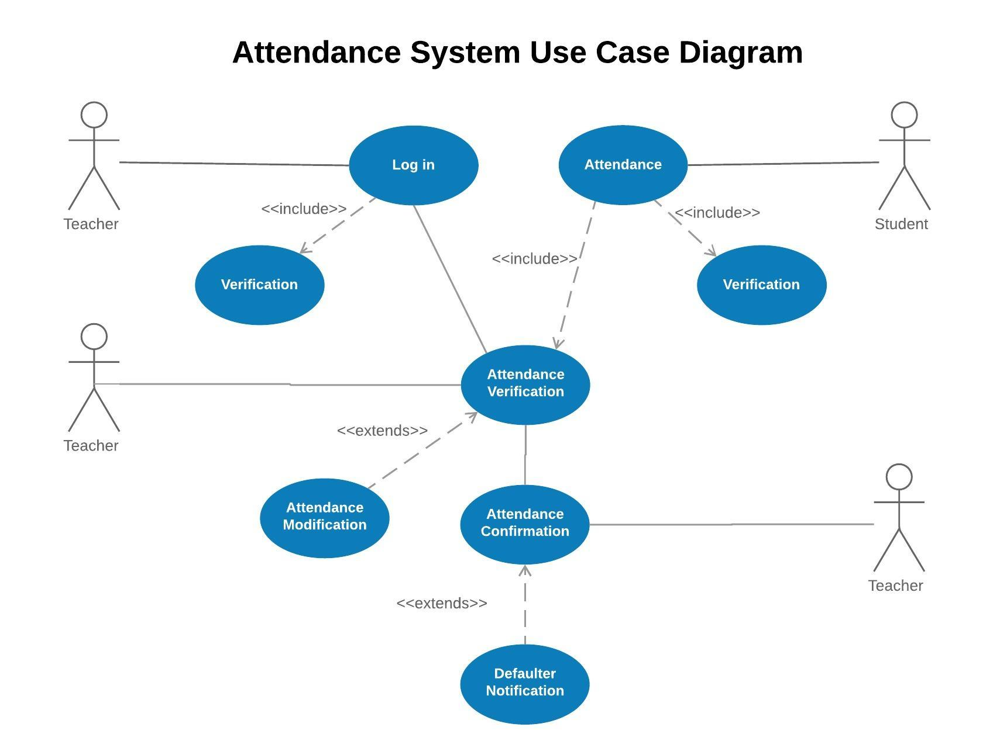 Attendance System Use Case Diagram
Log in
Attendance
<<include>>
<<include>>
Teacher
Student
<<include>>
Verification
Verification
Attendance
Verification
<<extends>>
Teacher
Attendance
Modification
Attendance
Confirmation
Teacher
<<extends>>
Defaulter
Notification